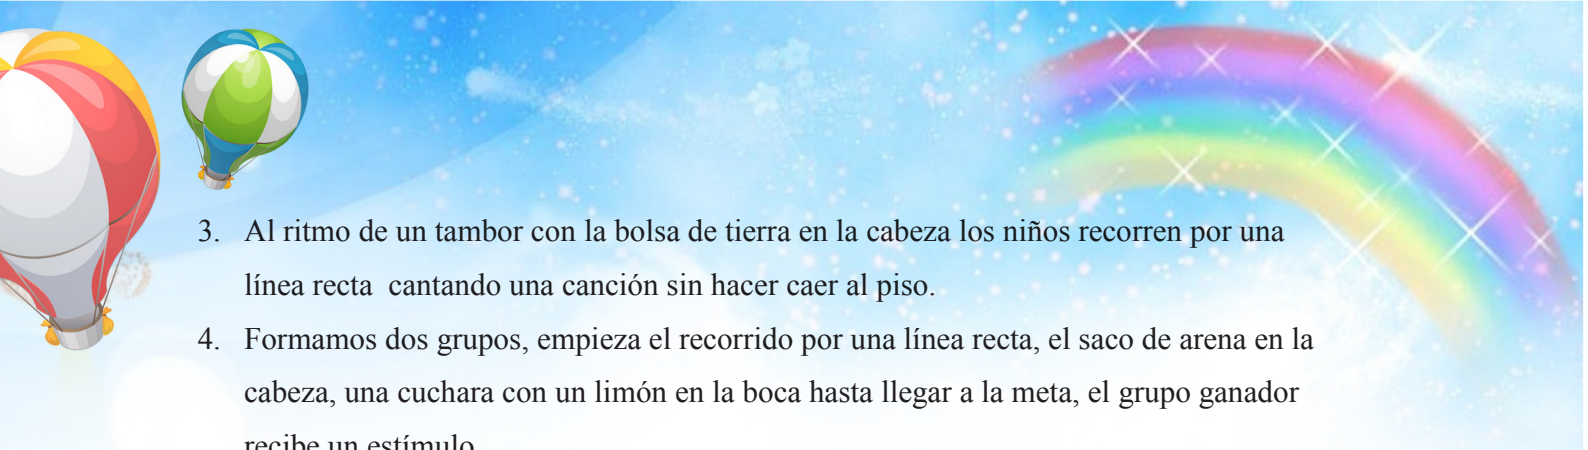 3. Al ritmo de un tambor con la bolsa de tierra en la cabeza los niños recorren por una
línea recta cantando una canción sin hacer caer al piso.
4. Formamos dos grupos, empieza el recorrido por una línea recta, el saco de arena en la
cabeza, una cuchara con un limón en la boca hasta llegar a la meta, el grupo ganador
recibe un estímulo